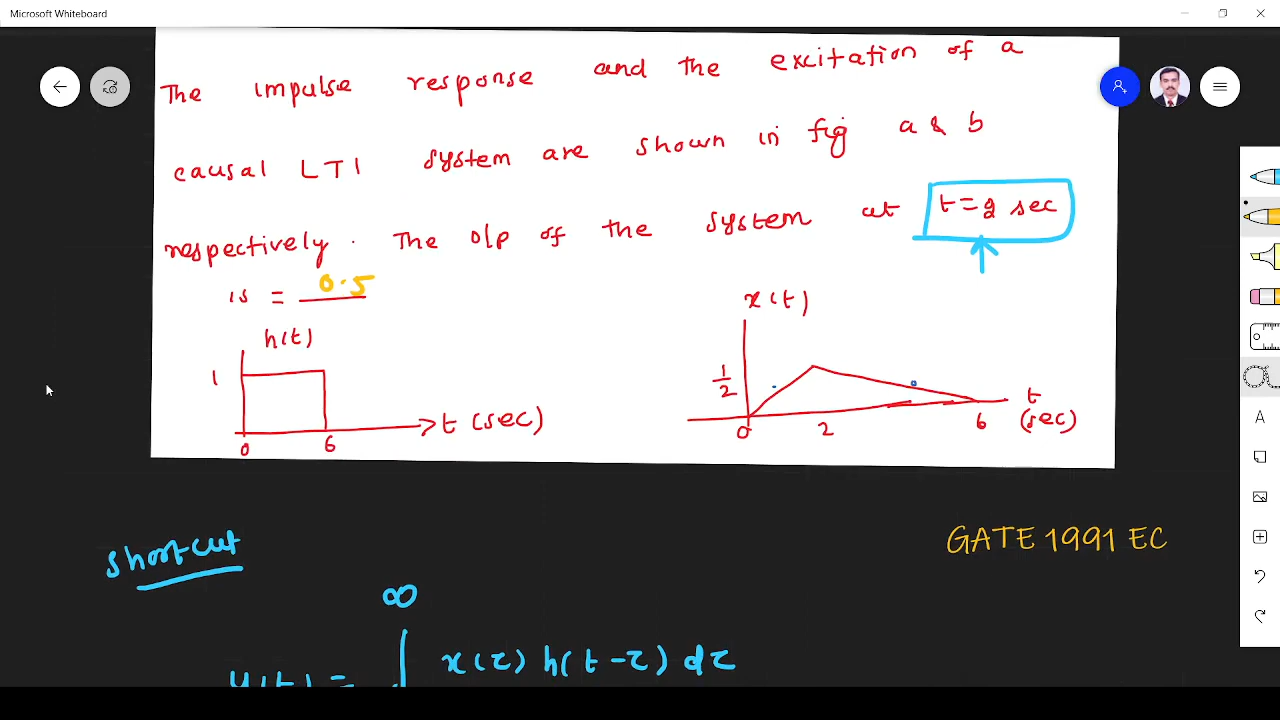 Microsoft Whiteboard
The impulse response and the excitation of a
causal LTI system are shown in fig a & b
respectively. The o/p of the system at t = 2 sec
is = 0.5
h(t)
1
0 6
t (sec)
x(t)
1/2
0 2 6
t (sec)
GATE 1991 EC
shortcut
∞
y(t) = ∫ x(τ) h(t-τ) dτ
A